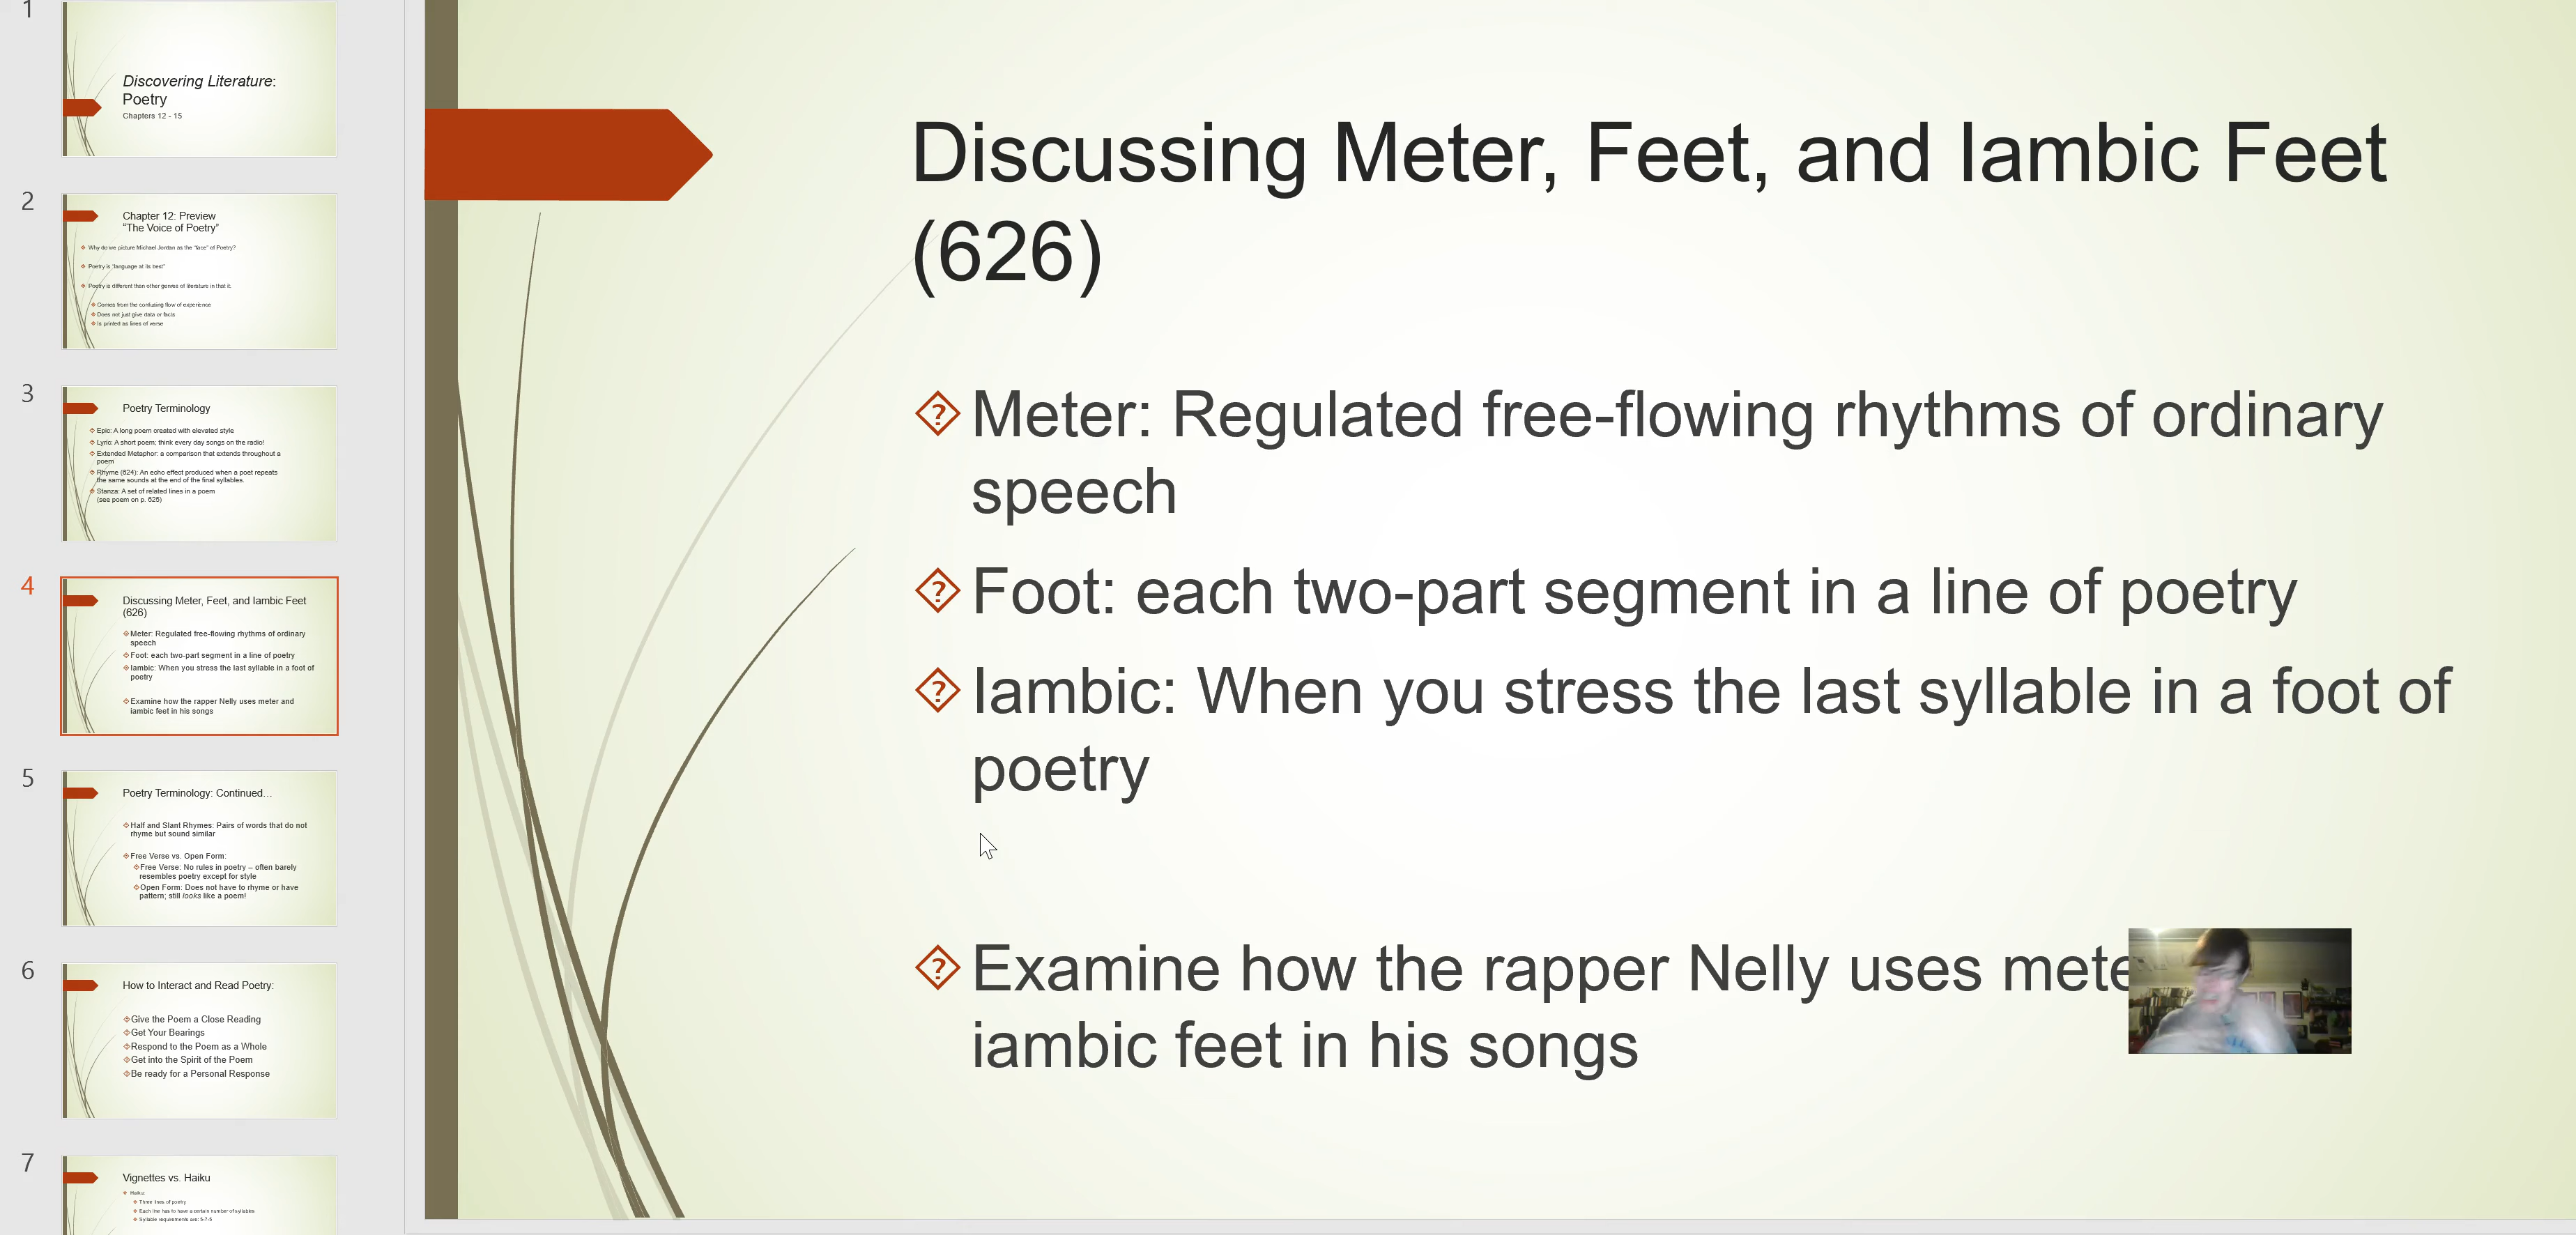 1
Discovering Literature:
Poetry
Chapters 12 - 15
2
Chapter 12: Preview
"The Voice of Poetry"
Why do we picture Michael Jordan as the "face" of Poetry?
Poetry is "language at its best"
Poetry is different than other genres of literature in that it:
Comes from the confusing flow of experience
Does not just give data or facts
Is printed as lines of verse
3
Poetry Terminology
Epic: A long poem created with elevated style
Lyric: A short poem; think every day songs on the radio!
Extended Metaphor: a comparison that extends throughout a
poem
Rhyme (624): An echo effect produced when a poet repeats
the same sounds at the end of the final syllables.
Stanza: A set of related lines in a poem
(see poem on p. 625)
4
Discussing Meter, Feet, and Iambic Feet
(626)
Meter: Regulated free-flowing rhythms of ordinary
speech
Foot: each two-part segment in a line of poetry
Iambic: When you stress the last syllable in a foot of
poetry
Examine how the rapper Nelly uses meter and
iambic feet in his songs
5
Poetry Terminology: Continued…
Half and Slant Rhymes: Pairs of words that do not
rhyme but sound similar
Free Verse vs. Open Form:
Free Verse: No rules in poetry – often barely
resembles poetry except for style
Open Form: Does not have to rhyme or have
pattern; still looks like a poem!
6
How to Interact and Read Poetry:
Give the Poem a Close Reading
Get Your Bearings
Respond to the Poem as a Whole
Get into the Spirit of the Poem
Be ready for a Personal Response
7
Vignettes vs. Haiku
Haiku:
Three lines of poetry
Each line has to have a certain number of syllables
Syllable requirements are: 5-7-5
Discussing Meter, Feet, and Iambic Feet
(626)
Meter: Regulated free-flowing rhythms of ordinary
speech
Foot: each two-part segment in a line of poetry
Iambic: When you stress the last syllable in a foot of
poetry
Examine how the rapper Nelly uses mete
iambic feet in his songs